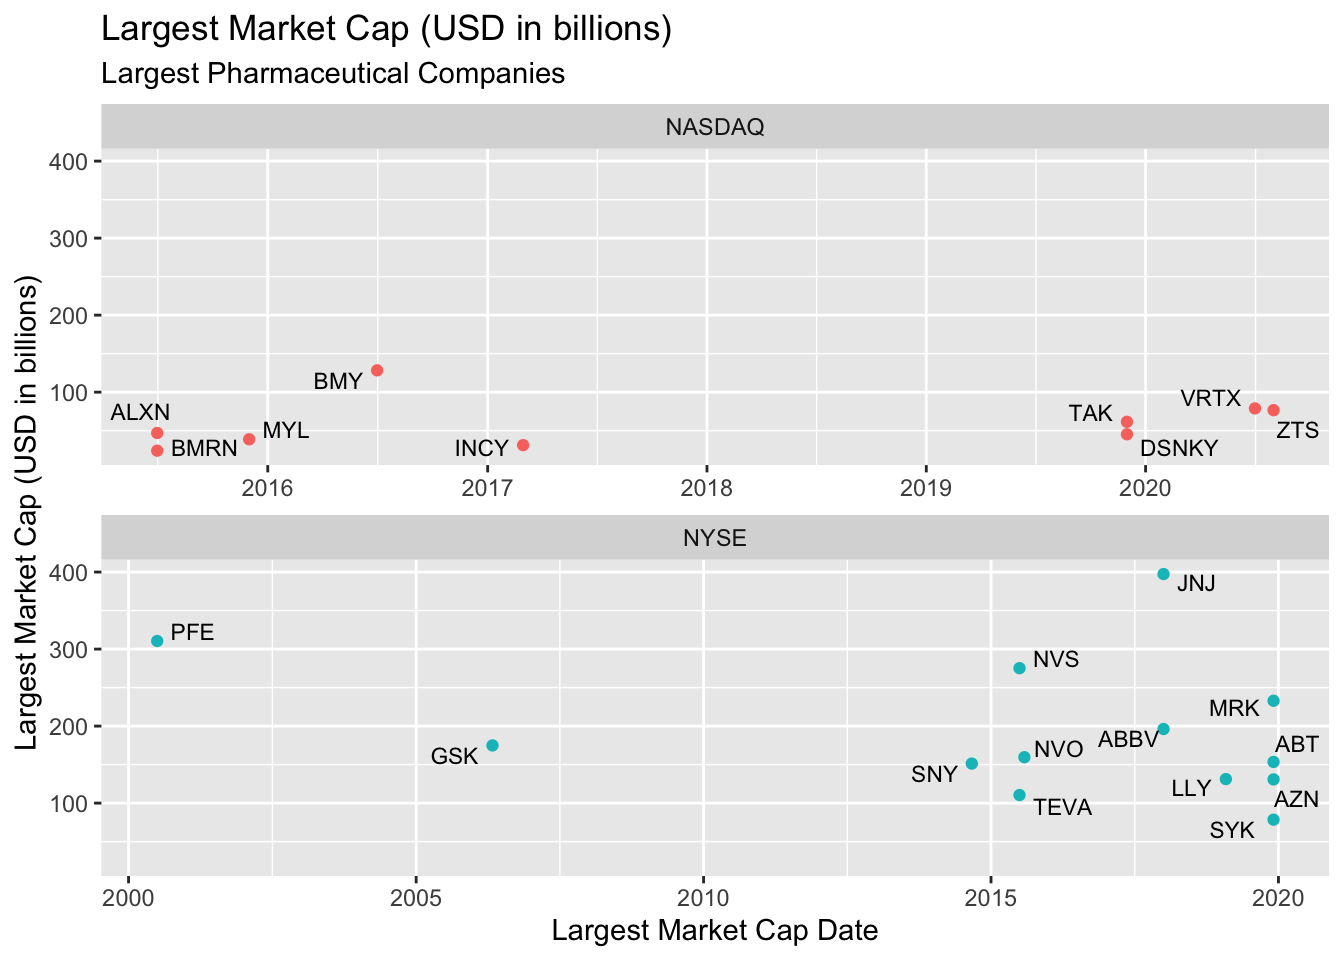 Largest Market Cap (USD in billions)
Largest Pharmaceutical Companies
Largest Market Cap (USD in billions)
NASDAQ
400
300
200
100
BMY
ALXN
MYL
BMRN
INCY
TAK
VRTX
ZTS
DSNKY
2016 2017 2018 2019 2020
NYSE
400
300
200
100
JNJ
PFE
NVS
MRK
ABBV
ABT
NVO
GSK
SNY
LLY
AZN
TEVA
SYK
2000 2005 2010 2015 2020
Largest Market Cap Date